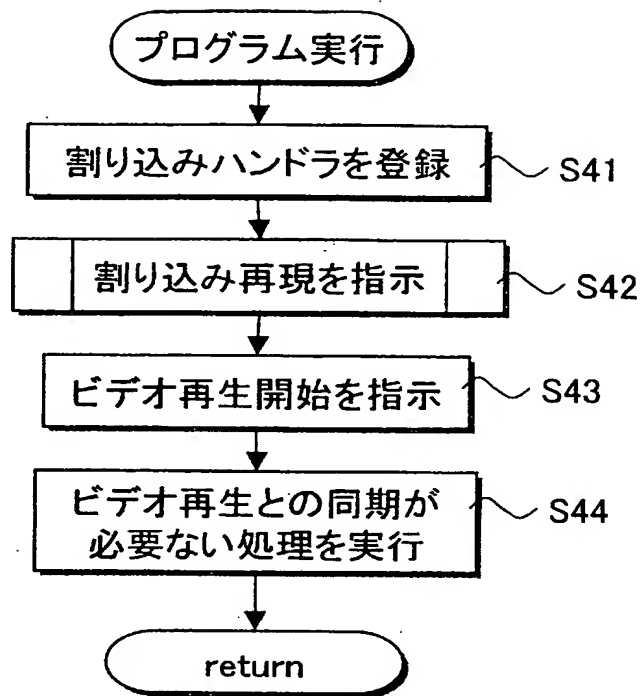 プログラム実行
割り込みハンドラを登録
S41
割り込み再現を指示
S42
ビデオ再生開始を指示
S43
ビデオ再生との同期が
必要ない処理を実行
S44
return